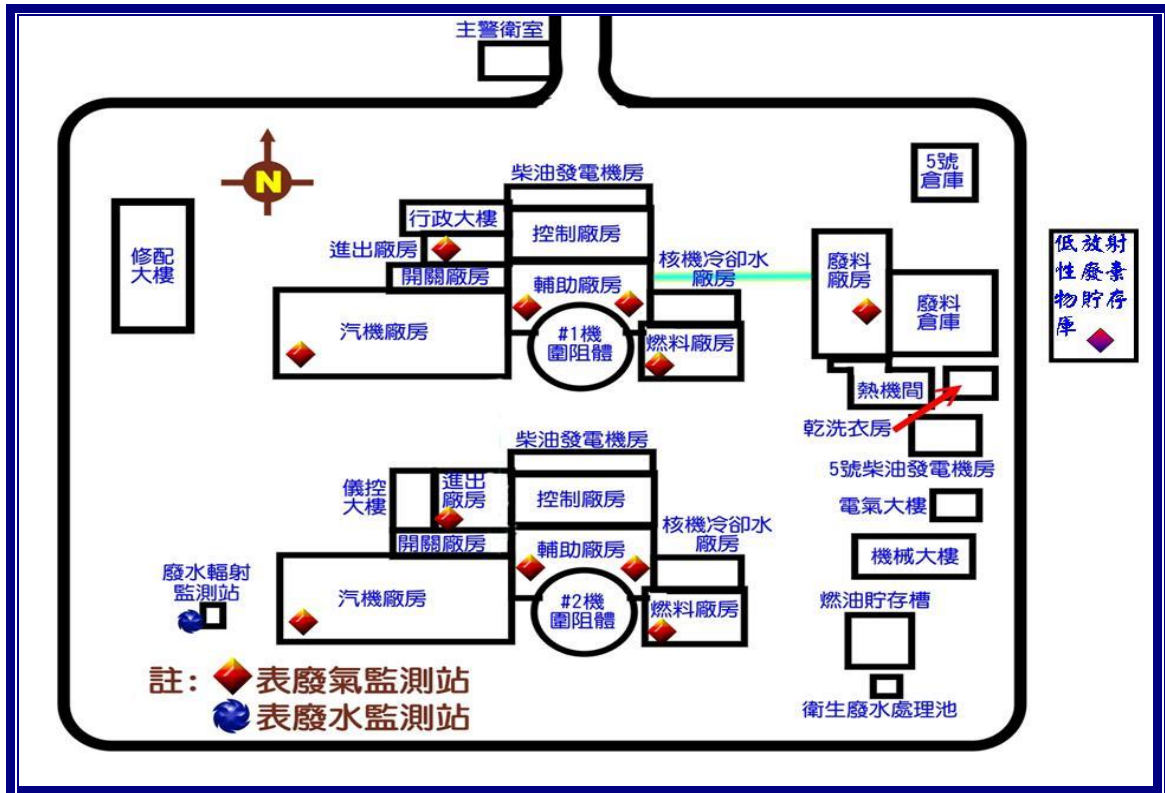 主警衛室
N
5號
倉庫
柴油發電機房
行政大樓
控制廠房
進出廠房
開關廠房
輔助廠房
核機冷卻水
廠房
修配
大樓
汽機廠房
#1機
圍阻體
燃料廠房
廢料
廠房
廢料
倉庫
低放射
性廢棄
物貯存
庫
熱機間
乾洗衣房
5號柴油發電機房
柴油發電機房
儀控
大樓
進出
廠房
控制廠房
開關廠房
輔助廠房
核機冷卻水
廠房
電氣大樓
機械大樓
廢水輻射
監測站
汽機廠房
#2機
圍阻體
燃料廠房
燃油貯存槽
衛生廢水處理池
註:表廢氣監測站
表廢水監測站